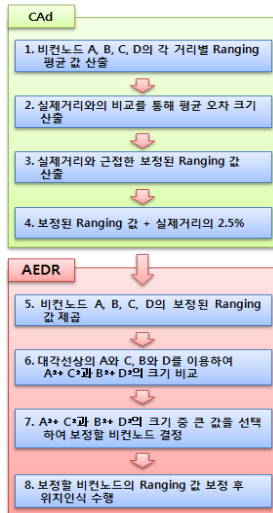 CAd
1. 비컨노드 A, B, C, D의 각 거리별 Ranging
평균 값 산출
2. 실제거리와의 비교를 통해 평균 오차 크기
산출
3. 실제거리와 근접한 보정된 Ranging 값
산출
4. 보정된 Ranging 값 + 실제거리의 2.5%
AEDR
5. 비컨노드 A, B, C, D의 보정된 Ranging
값 제곱
6. 대각선상의 A와 C, B와 D를 이용하여
A²+ C²과 B²+ D²의 크기 비교
7. A²+ C²과 B²+ D²의 크기 중 큰 값을 선택
하여 보정할 비컨노드 결정
8. 보정할 비컨노드의 Ranging 값 보정 후
위치인식 수행